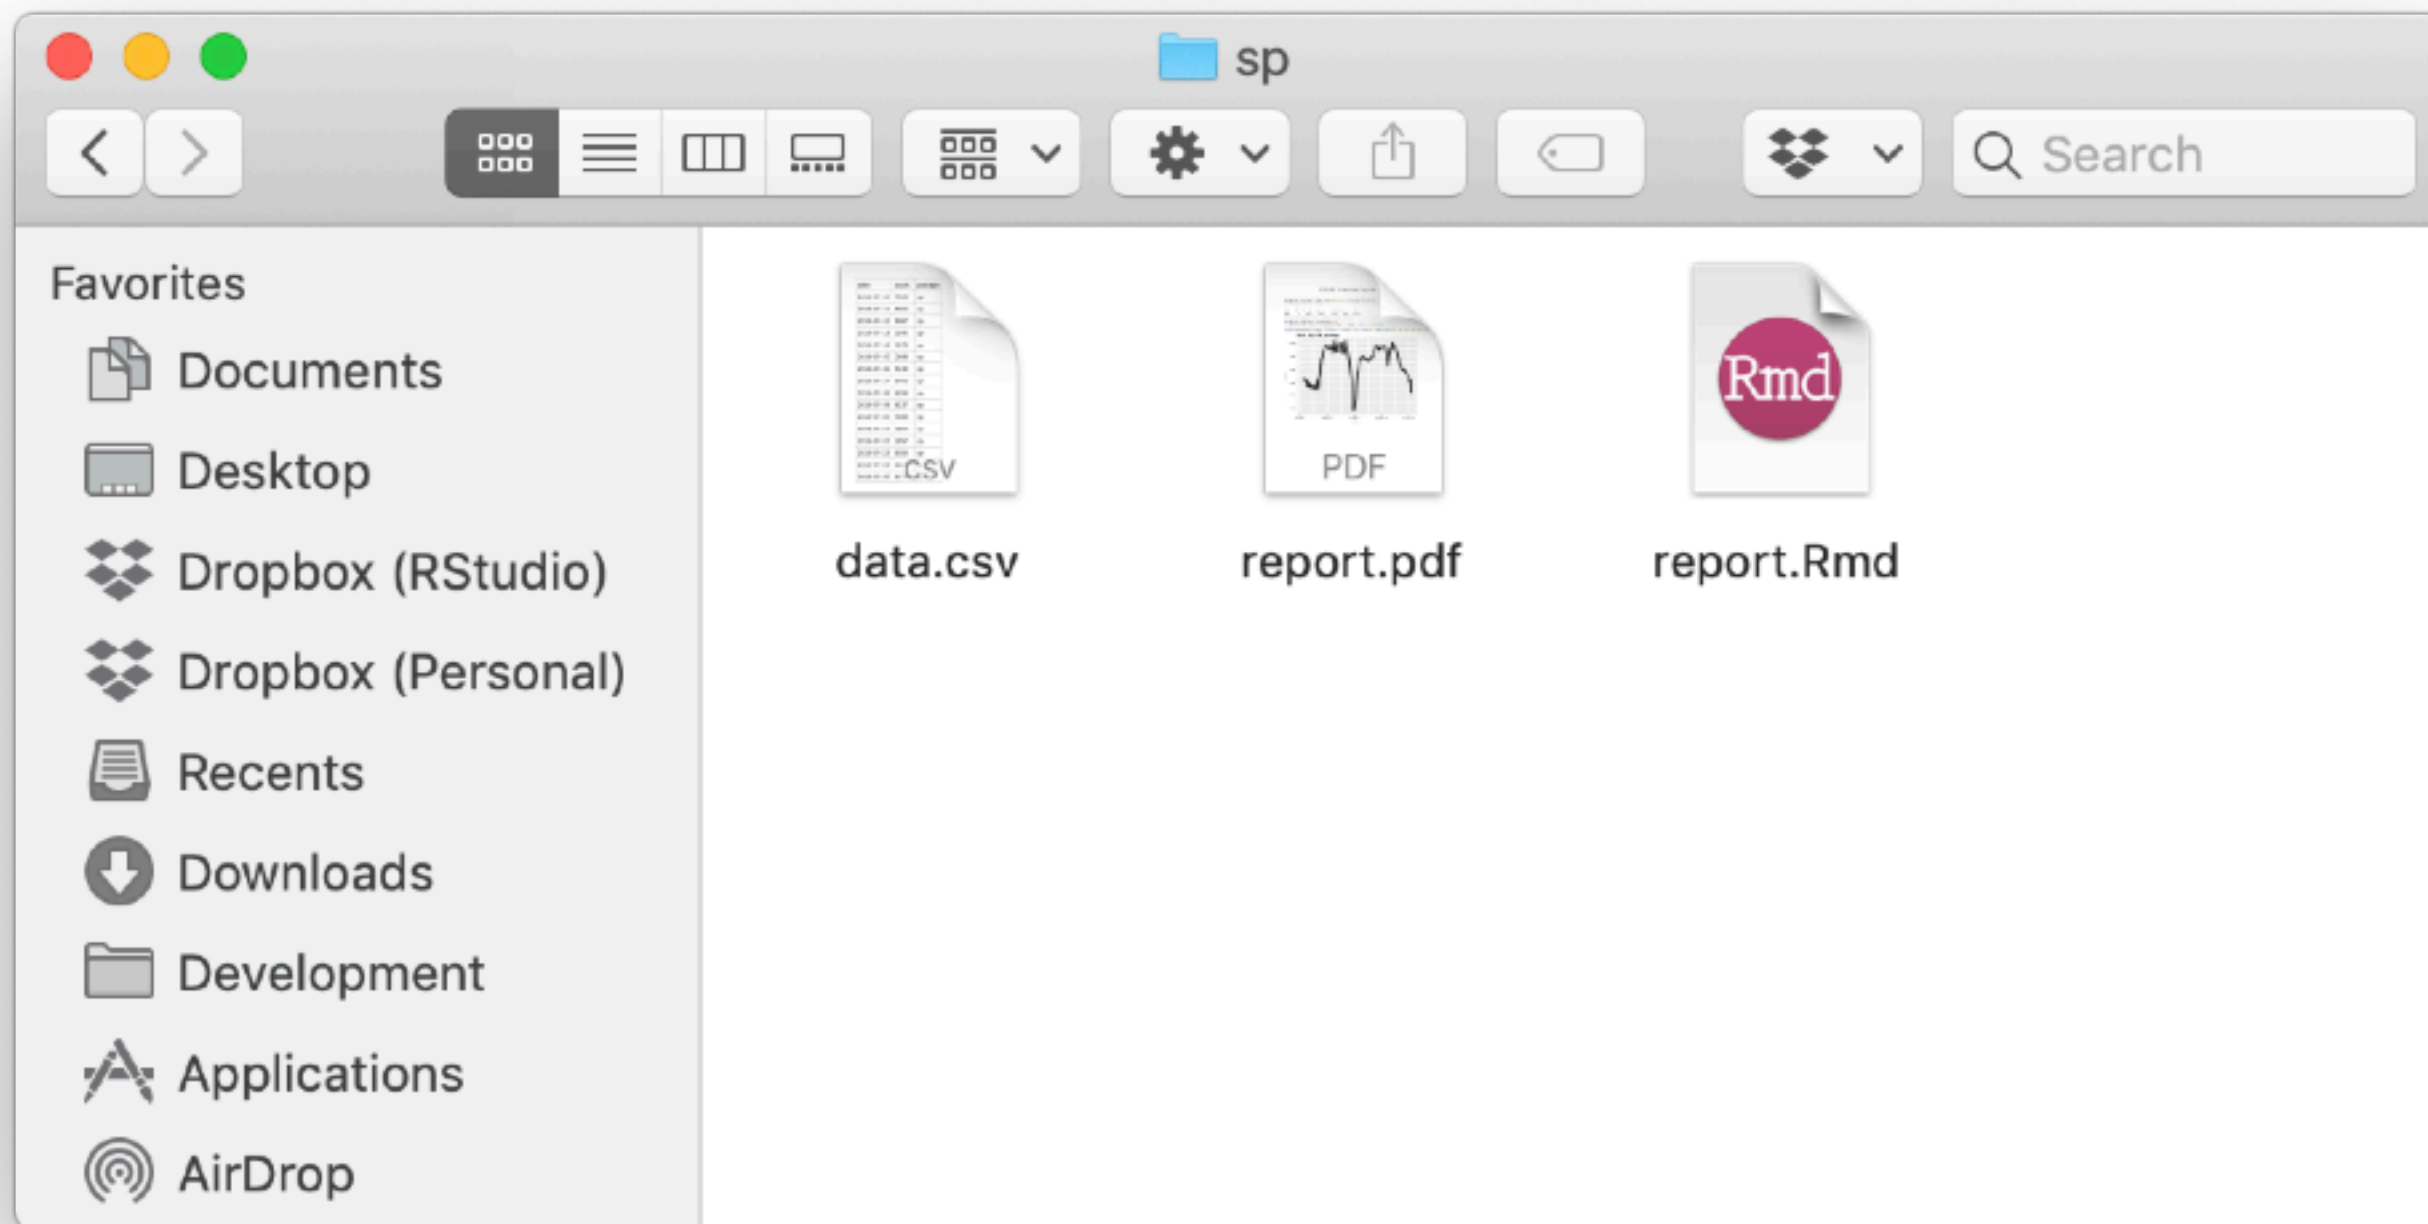 sp
Search
Favorites
Documents
Desktop
Dropbox (RStudio)
Dropbox (Personal)
Recents
Downloads
Development
Applications
AirDrop
CSV
PDF
Rmd
data.csv
report.pdf
report.Rmd